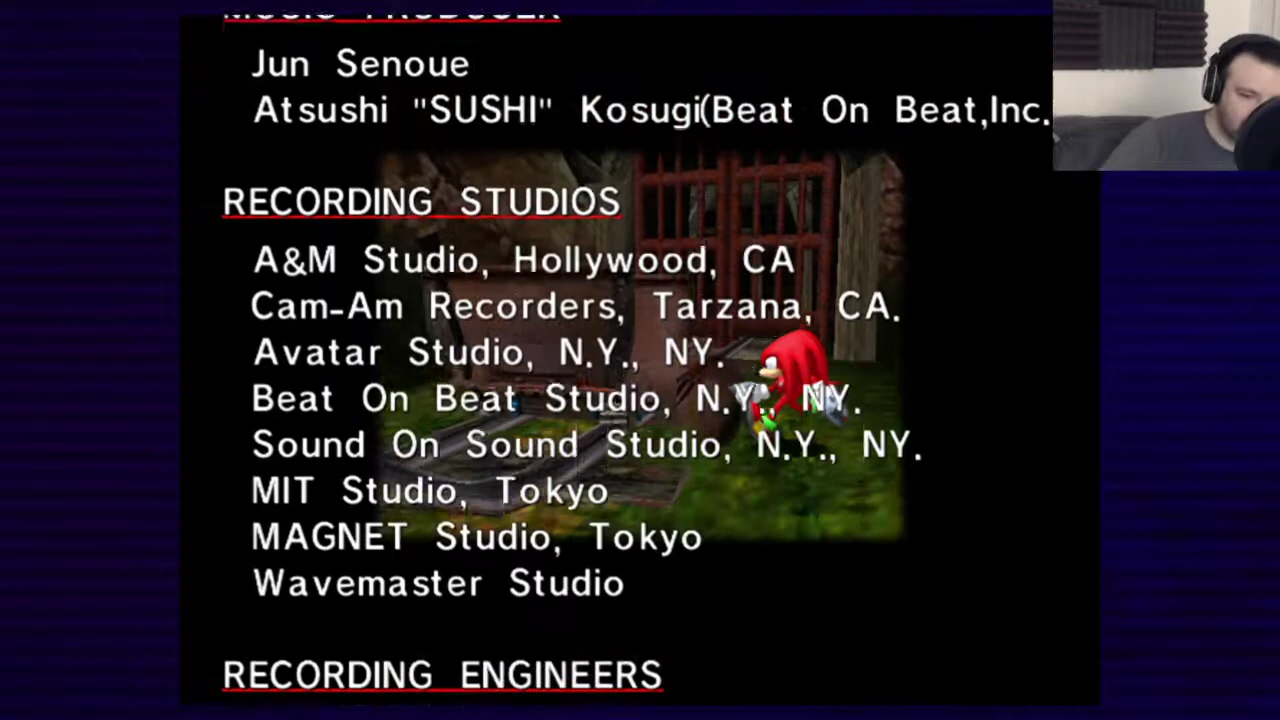 MUSIC PRODUCER
Jun Senoue
Atsushi "SUSHI" Kosugi(Beat On Beat,Inc.
RECORDING STUDIOS
A&M Studio, Hollywood, CA
Cam-Am Recorders, Tarzana, CA.
Avatar Studio, N.Y., NY.
Beat On Beat Studio, N.Y., NY.
Sound On Sound Studio, N.Y., NY.
MIT Studio, Tokyo
MAGNET Studio, Tokyo
Wavemaster Studio
RECORDING ENGINEERS